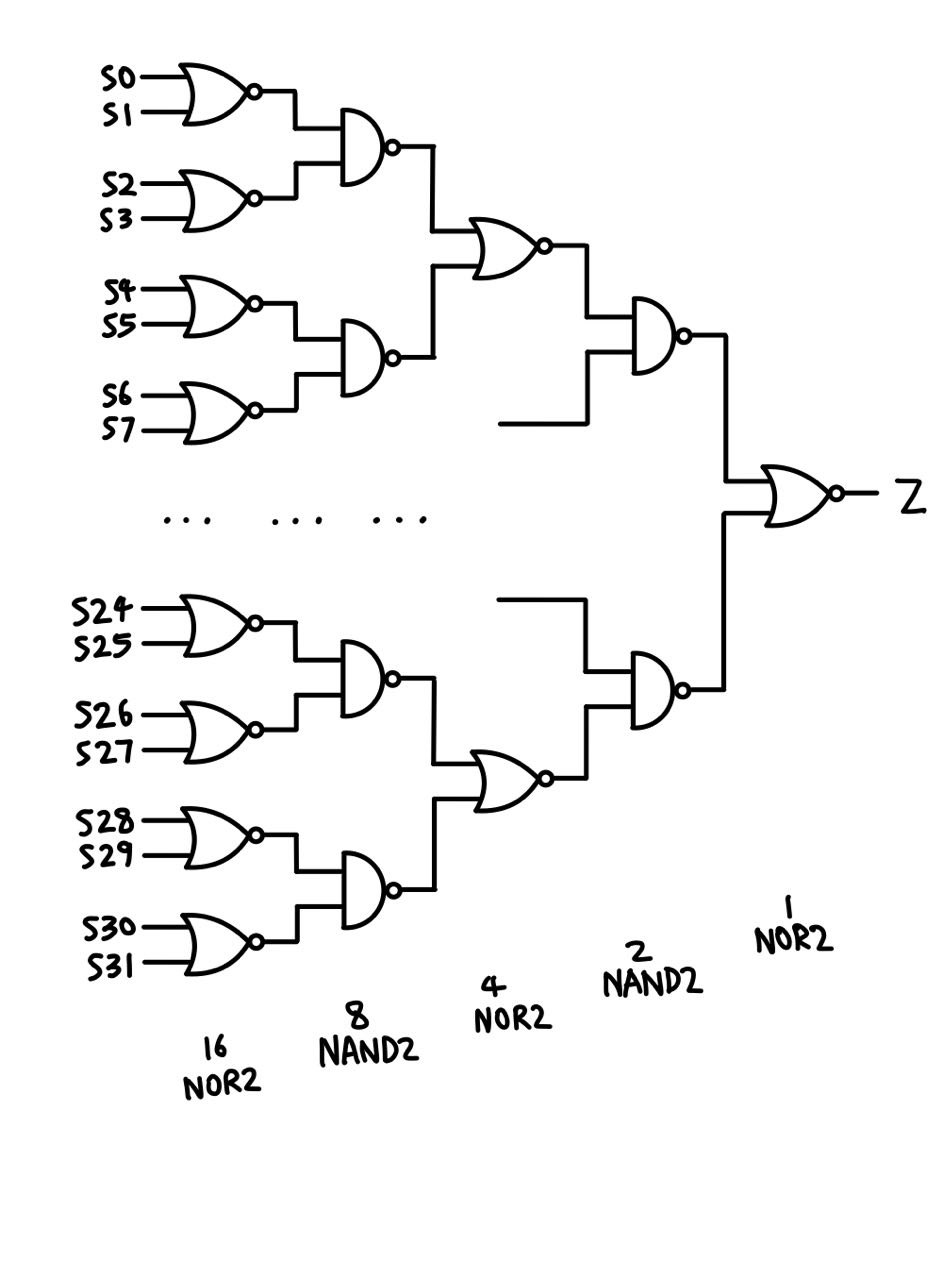 S0
S1
S2
S3
S4
S5
S6
S7
Z
... ... ...
S24
S25
S26
S27
S28
S29
S30
S31
16
NOR2
8
NAND2
4
NOR2
2
NAND2
1
NOR2